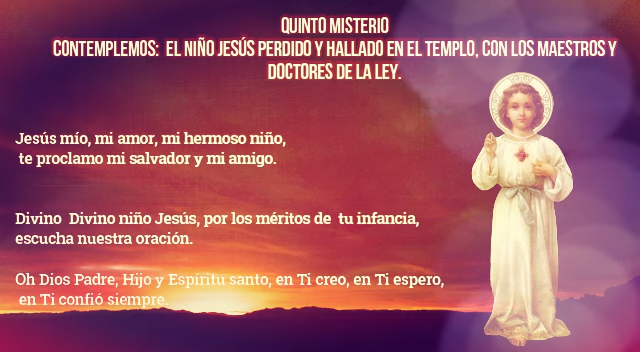 QUINTO MISTERIO
CONTEMPLEMOS: EL NIÑO JESÚS PERDIDO Y HALLADO EN EL TEMPLO, CON LOS MAESTROS Y
DOCTORES DE LA LEY.
Jesús mío, mi amor, mi hermoso niño,
te proclamo mi salvador y mi amigo.
Divino Divino niño Jesús, por los méritos de tu infancia,
escucha nuestra oración.
Oh Dios Padre, Hijo y Espíritu santo, en Ti creo, en Ti espero,
en Ti confió siempre.